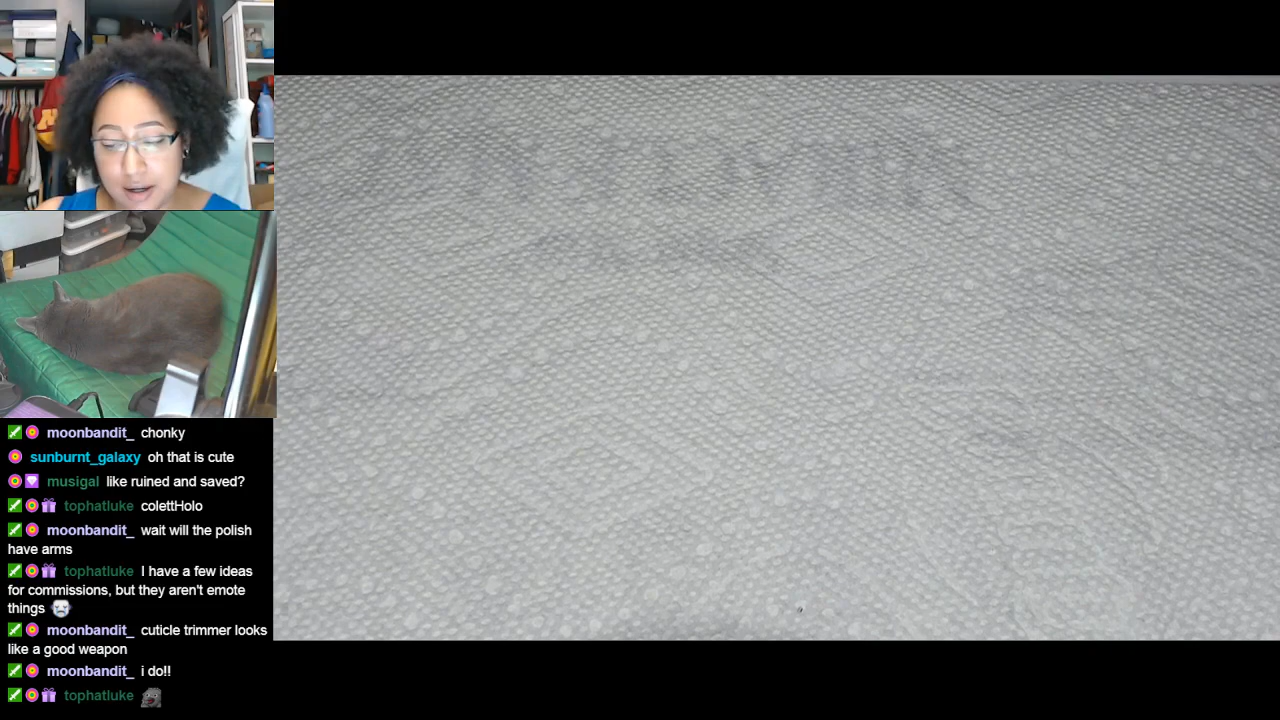 moonbandit_ chonky
sunburnt_galaxy oh that is cute
musigal like ruined and saved?
tophatluke colettHolo
moonbandit_ wait will the polish
have arms
tophatluke I have a few ideas
for commissions, but they aren't emote
things
moonbandit_ cuticle trimmer looks
like a good weapon
moonbandit_ i do!!
tophatluke